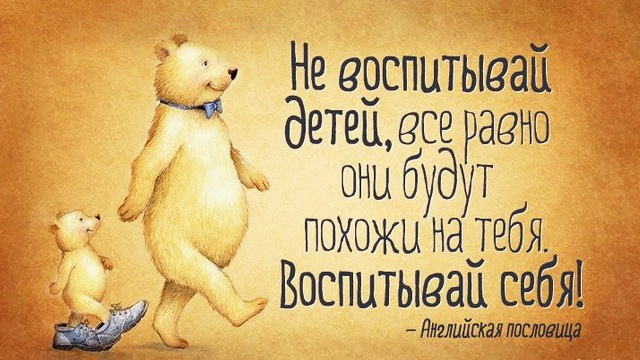 Не воспитывай
детей, все равно
они будут
похожи на тебя.
Воспитывай себя!
– Английская пословица